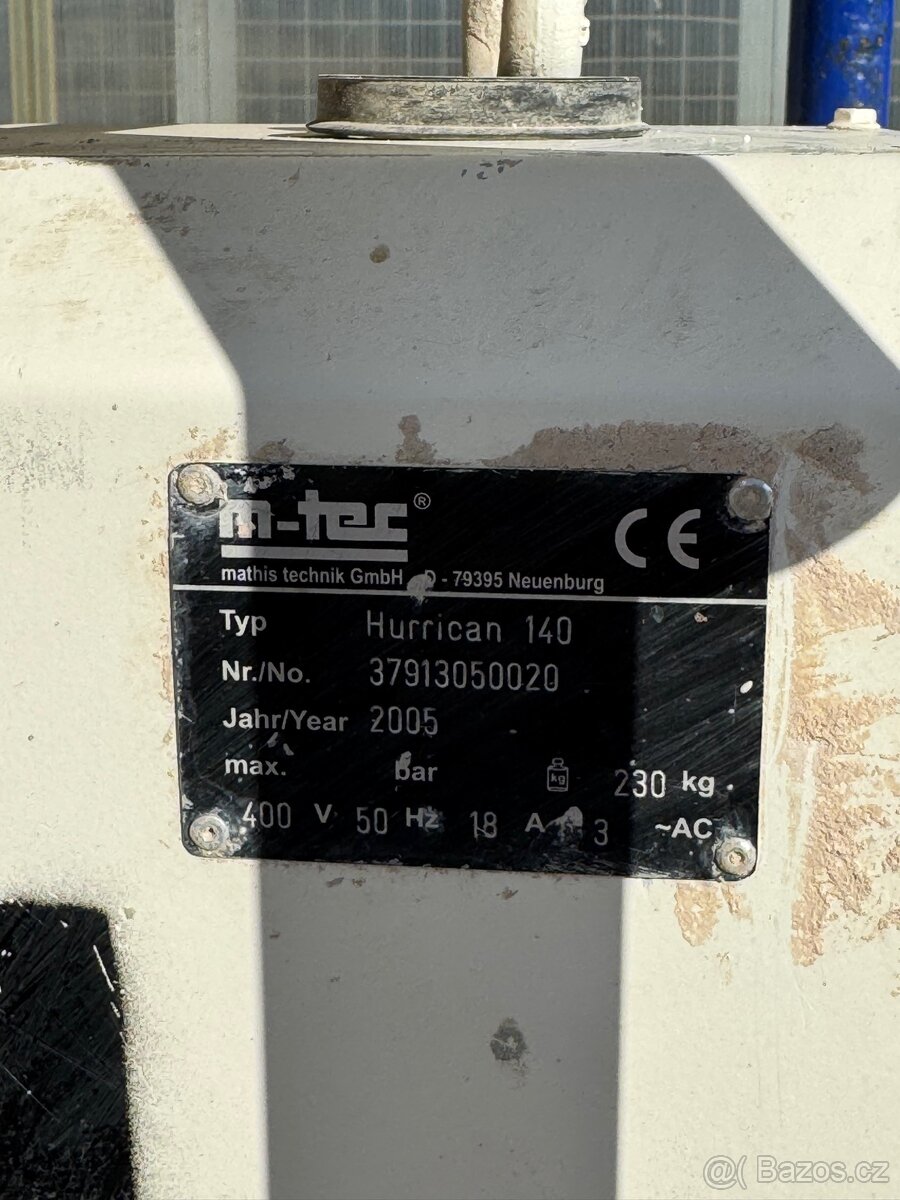 m-tec®
CE
mathis technik GmbH D - 79395 Neuenburg
Typ Hurrican 140
Nr./No. 37913050020
Jahr/Year 2005
max. bar kg 230 kg
400 V 50 Hz 18 A 3 ~AC
@( Bazos.cz